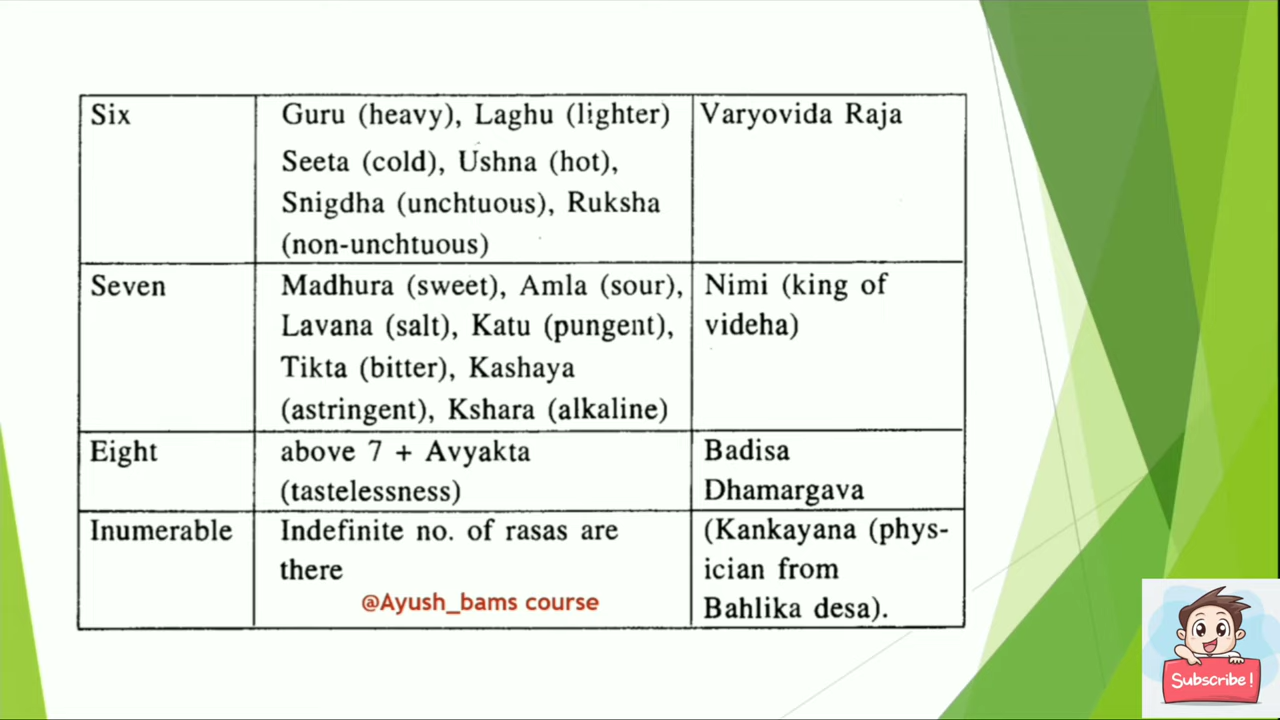 Six
Guru (heavy), Laghu (lighter)
Seeta (cold), Ushna (hot),
Snigdha (unchtuous), Ruksha
(non-unchtuous)
Varyovida Raja
Seven
Madhura (sweet), Amla (sour),
Lavana (salt), Katu (pungent),
Tikta (bitter), Kashaya
(astringent), Kshara (alkaline)
Nimi (king of
videha)
Eight
above 7 + Avyakta
(tastelessness)
Badisa
Dhamargava
Inumerable
Indefinite no. of rasas are
there
(Kankayana (phys-
ician from
Bahlika desa).
@Ayush_bams course
Subscribe!